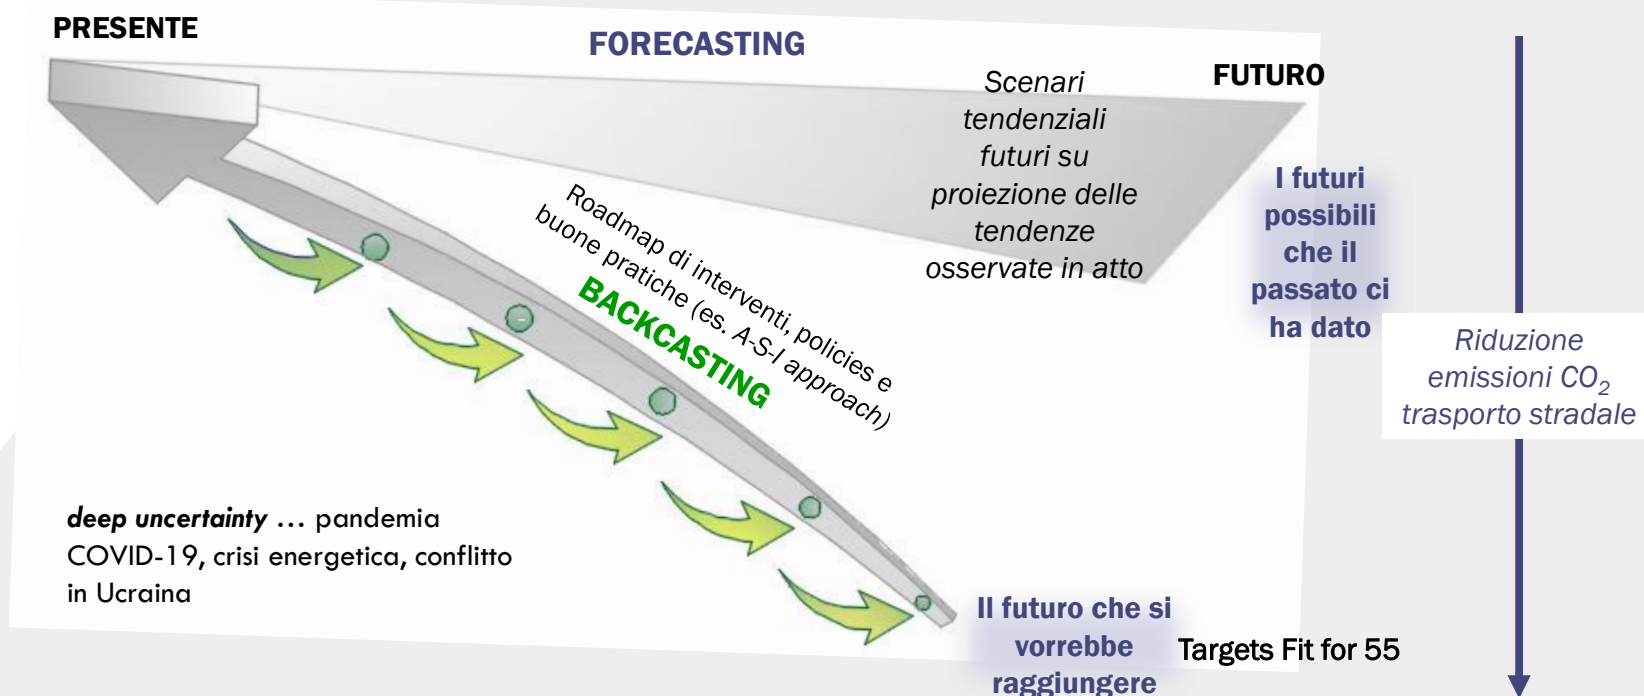 PRESENTE
FORECASTING
FUTURO
Scenari
tendenziali
futuri su
proiezione delle
tendenze
osservate in atto
I futuri
possibili
che il
passato ci
ha dato
Roadmap di interventi, policies e
buone pratiche (es. A-S-I approach)
BACKCASTING
Riduzione
emissioni CO₂
trasporto stradale
deep uncertainty … pandemia
COVID-19, crisi energetica, conflitto
in Ucraina
Il futuro che si
vorrebbe
raggiungere
Targets Fit for 55